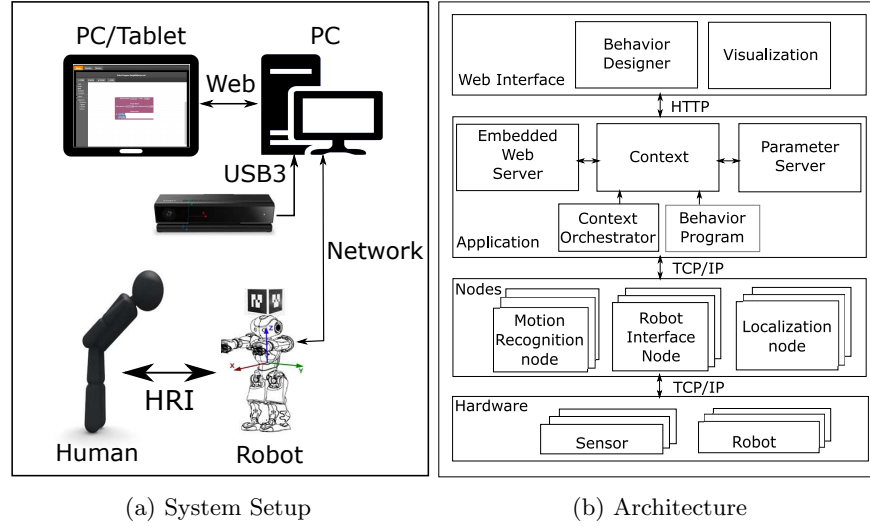 PC/Tablet
PC
Web
USB3
Network
HRI
Human
Robot
(a) System Setup
Behavior
Designer
Visualization
Web Interface
HTTP
Embedded
Web
Server
Context
Parameter
Server
Context
Orchestrator
Behavior
Program
Application
TCP/IP
Nodes
Motion
Recognition
node
Robot
Interface
Node
Localization
node
TCP/IP
Hardware
Sensor
Robot
(b) Architecture